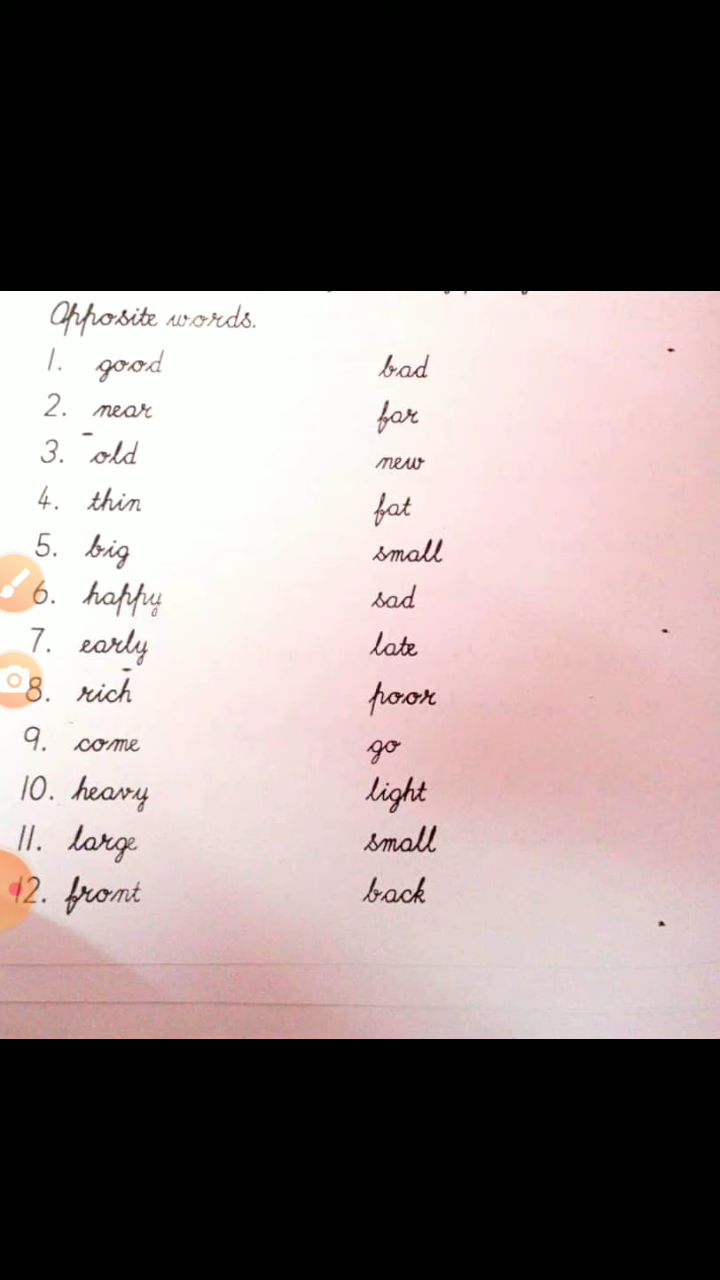 Opposite words.
1. good bad
2. near far
3. old new
4. thin fat
5. big small
6. happy sad
7. early late
8. rich poor
9. come go
10. heavy light
11. large small
12. front back